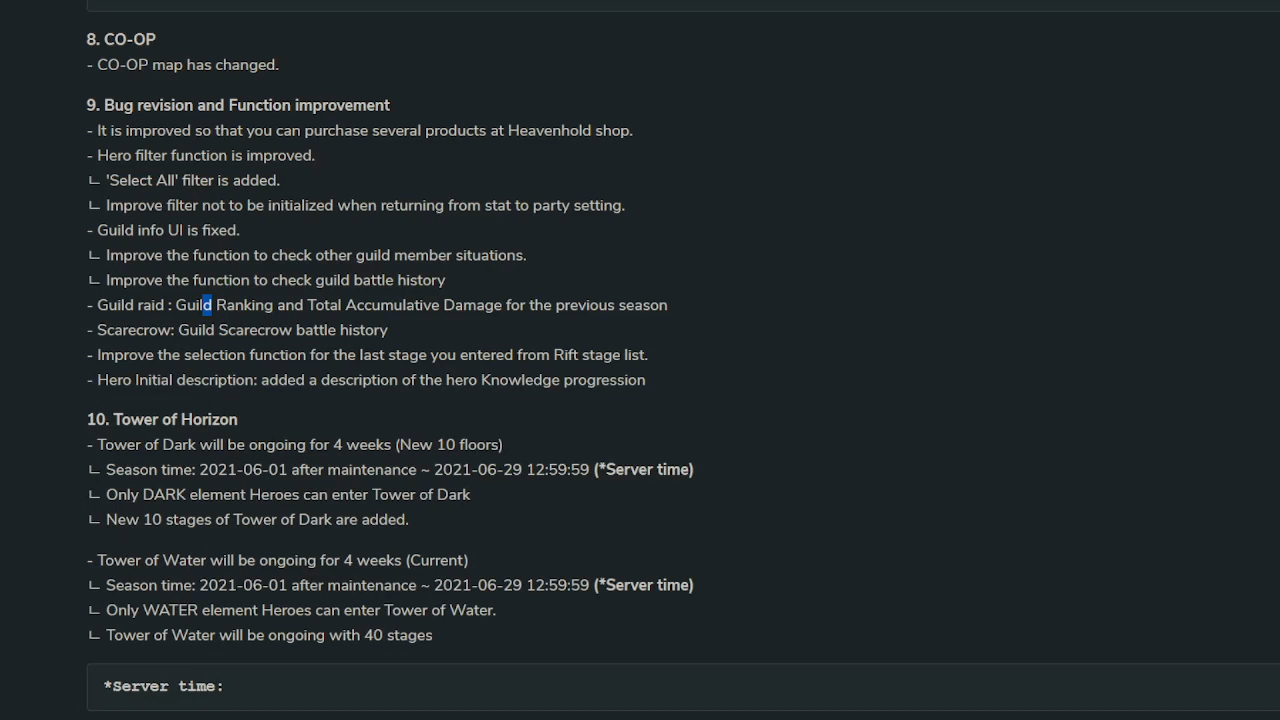 8. CO-OP
- CO-OP map has changed.
9. Bug revision and Function improvement
- It is improved so that you can purchase several products at Heavenhold shop.
- Hero filter function is improved.
ㄴ 'Select All' filter is added.
ㄴ Improve filter not to be initialized when returning from stat to party setting.
- Guild info UI is fixed.
ㄴ Improve the function to check other guild member situations.
ㄴ Improve the function to check guild battle history
- Guild raid : Guild Ranking and Total Accumulative Damage for the previous season
- Scarecrow: Guild Scarecrow battle history
- Improve the selection function for the last stage you entered from Rift stage list.
- Hero Initial description: added a description of the hero Knowledge progression
10. Tower of Horizon
- Tower of Dark will be ongoing for 4 weeks (New 10 floors)
ㄴ Season time: 2021-06-01 after maintenance ~ 2021-06-29 12:59:59 (*Server time)
ㄴ Only DARK element Heroes can enter Tower of Dark
ㄴ New 10 stages of Tower of Dark are added.
- Tower of Water will be ongoing for 4 weeks (Current)
ㄴ Season time: 2021-06-01 after maintenance ~ 2021-06-29 12:59:59 (*Server time)
ㄴ Only WATER element Heroes can enter Tower of Water.
ㄴ Tower of Water will be ongoing with 40 stages
*Server time: